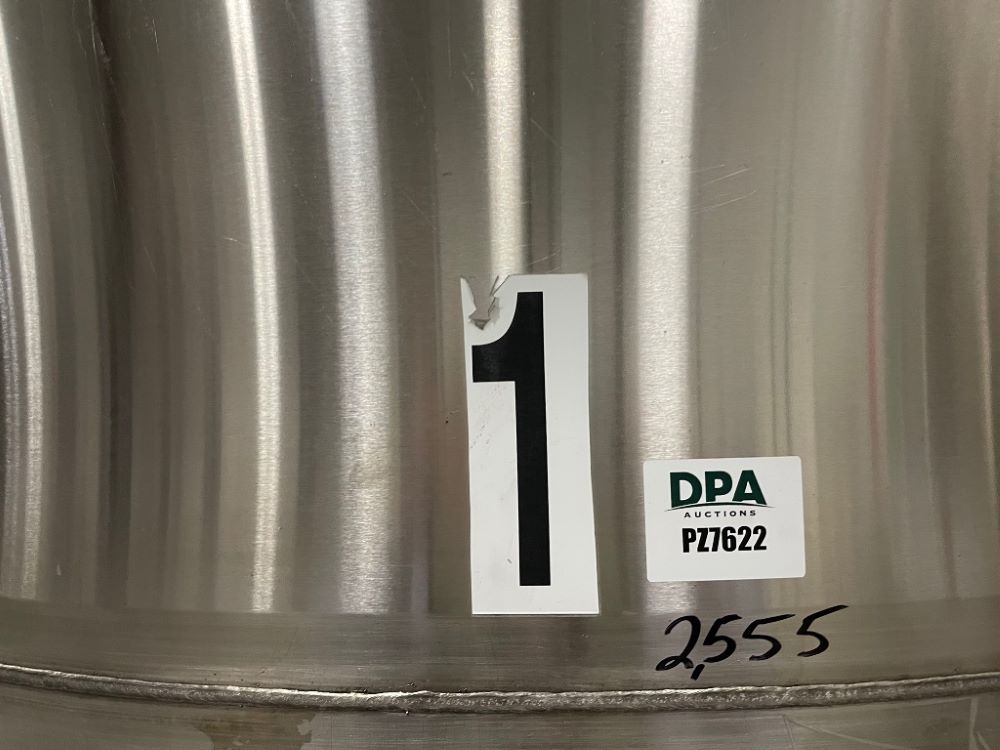 1
DPA
AUCTIONS
PZ7622
2,555